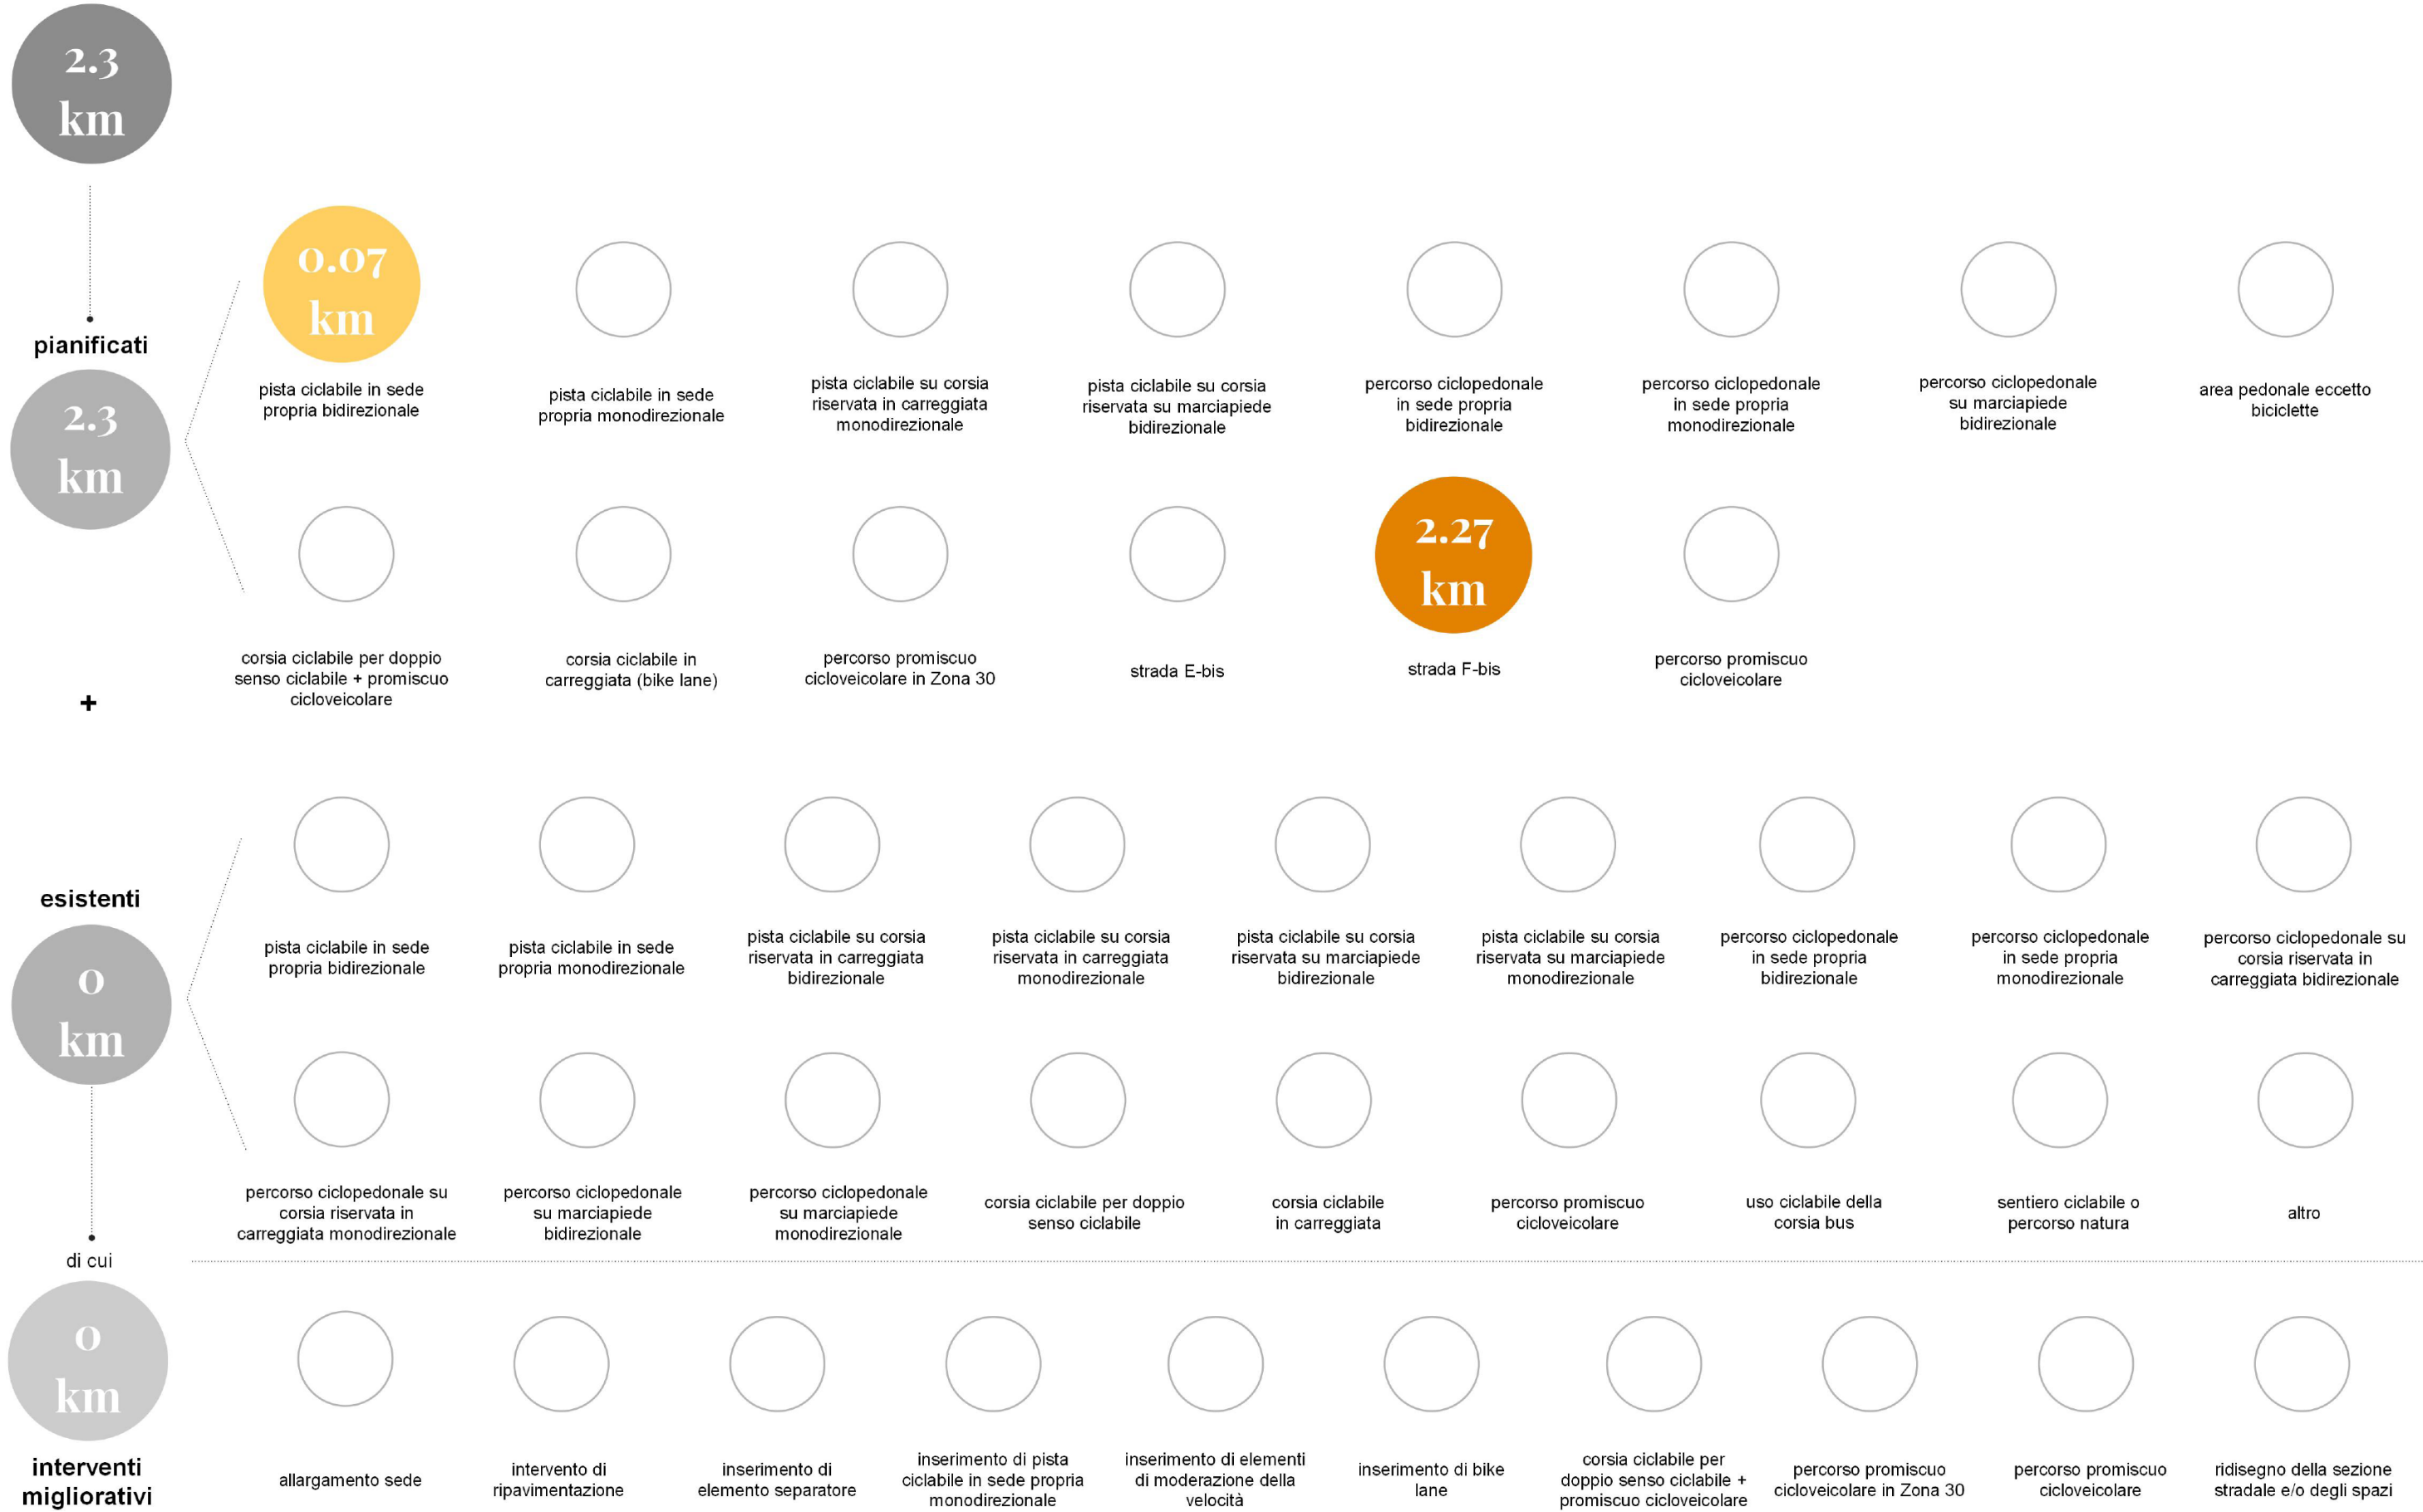 2.3
km
pianificati
2.3
km
0.07
km
pista ciclabile in sede
propria bidirezionale
pista ciclabile in sede
propria monodirezionale
pista ciclabile su corsia
riservata in carreggiata
monodirezionale
pista ciclabile su corsia
riservata su marciapiede
bidirezionale
percorso ciclopedonale
in sede propria
bidirezionale
percorso ciclopedonale
in sede propria
monodirezionale
percorso ciclopedonale
su marciapiede
bidirezionale
area pedonale eccetto
biciclette
corsia ciclabile per doppio
senso ciclabile + promiscuo
cicloveicolare
corsia ciclabile in
carreggiata (bike lane)
percorso promiscuo
cicloveicolare in Zona 30
strada E-bis
2.27
km
strada F-bis
percorso promiscuo
cicloveicolare
+
esistenti
0
km
pista ciclabile in sede
propria bidirezionale
pista ciclabile in sede
propria monodirezionale
pista ciclabile su corsia
riservata in carreggiata
bidirezionale
pista ciclabile su corsia
riservata in carreggiata
monodirezionale
pista ciclabile su corsia
riservata su marciapiede
bidirezionale
pista ciclabile su corsia
riservata su marciapiede
monodirezionale
percorso ciclopedonale
in sede propria
bidirezionale
percorso ciclopedonale
in sede propria
monodirezionale
percorso ciclopedonale su
corsia riservata in
carreggiata bidirezionale
percorso ciclopedonale su
corsia riservata in
carreggiata monodirezionale
percorso ciclopedonale
su marciapiede
bidirezionale
percorso ciclopedonale
su marciapiede
monodirezionale
corsia ciclabile per doppio
senso ciclabile
corsia ciclabile
in carreggiata
percorso promiscuo
cicloveicolare
uso ciclabile della
corsia bus
sentiero ciclabile o
percorso natura
altro
di cui
0
km
interventi
migliorativi
allargamento sede
intervento di
ripavimentazione
inserimento di
elemento separatore
inserimento di pista
ciclabile in sede propria
monodirezionale
inserimento di elementi
di moderazione della
velocità
inserimento di bike
lane
corsia ciclabile per
doppio senso ciclabile +
promiscuo cicloveicolare
percorso promiscuo
cicloveicolare in Zona 30
percorso promiscuo
cicloveicolare
ridisegno della sezione
stradale e/o degli spazi